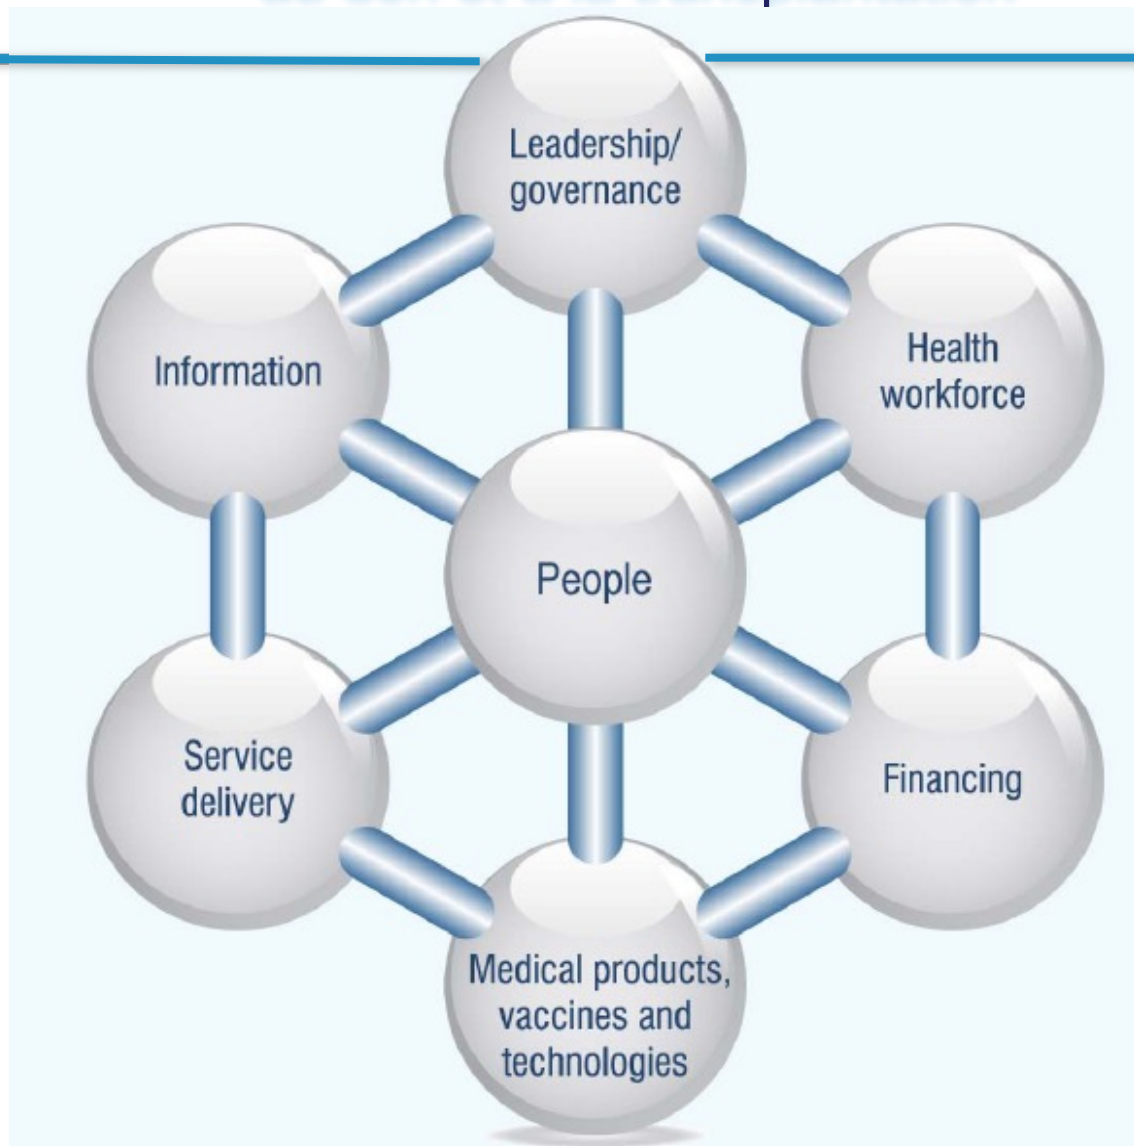 Leadership/
governance
Information
Health
workforce
People
Service
delivery
Financing
Medical products,
vaccines and
technologies